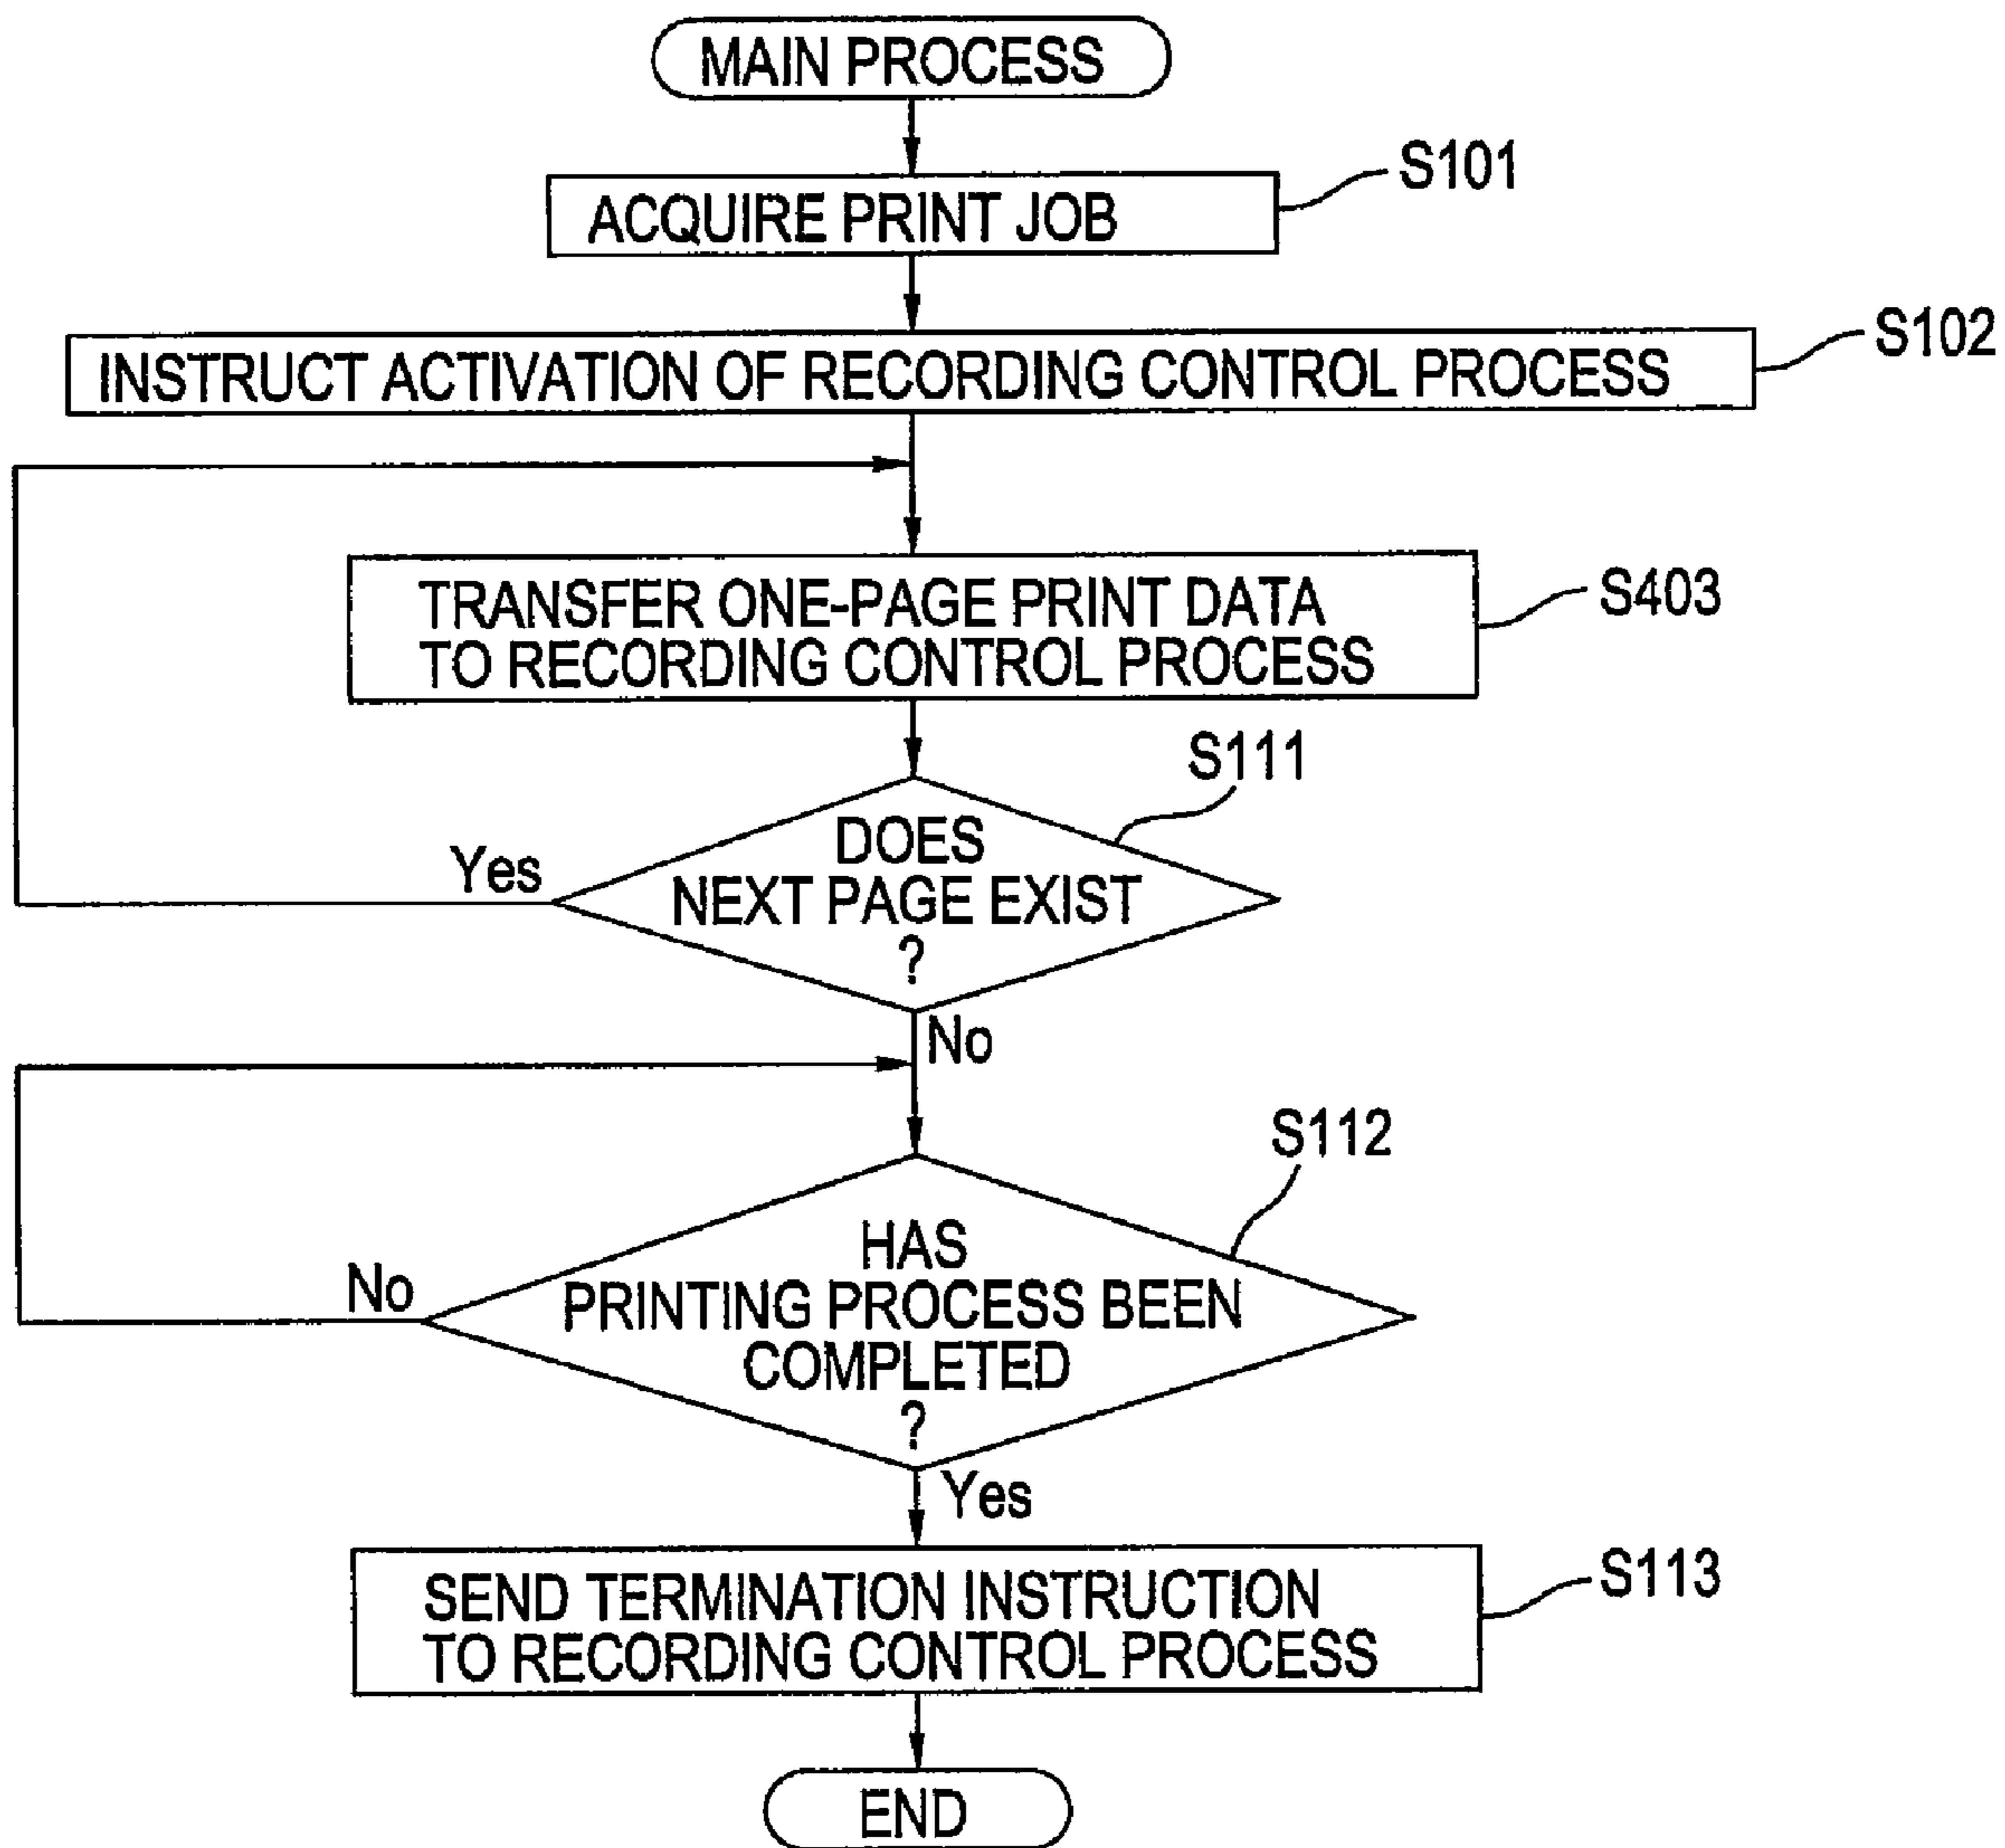 MAIN PROCESS
ACQUIRE PRINT JOB
S101
INSTRUCT ACTIVATION OF RECORDING CONTROL PROCESS
S102
TRANSFER ONE-PAGE PRINT DATA
TO RECORDING CONTROL PROCESS
S403
S111
DOES
NEXT PAGE EXIST
?
Yes
No
S112
HAS
PRINTING PROCESS BEEN
COMPLETED
?
No
Yes
SEND TERMINATION INSTRUCTION
TO RECORDING CONTROL PROCESS
S113
END